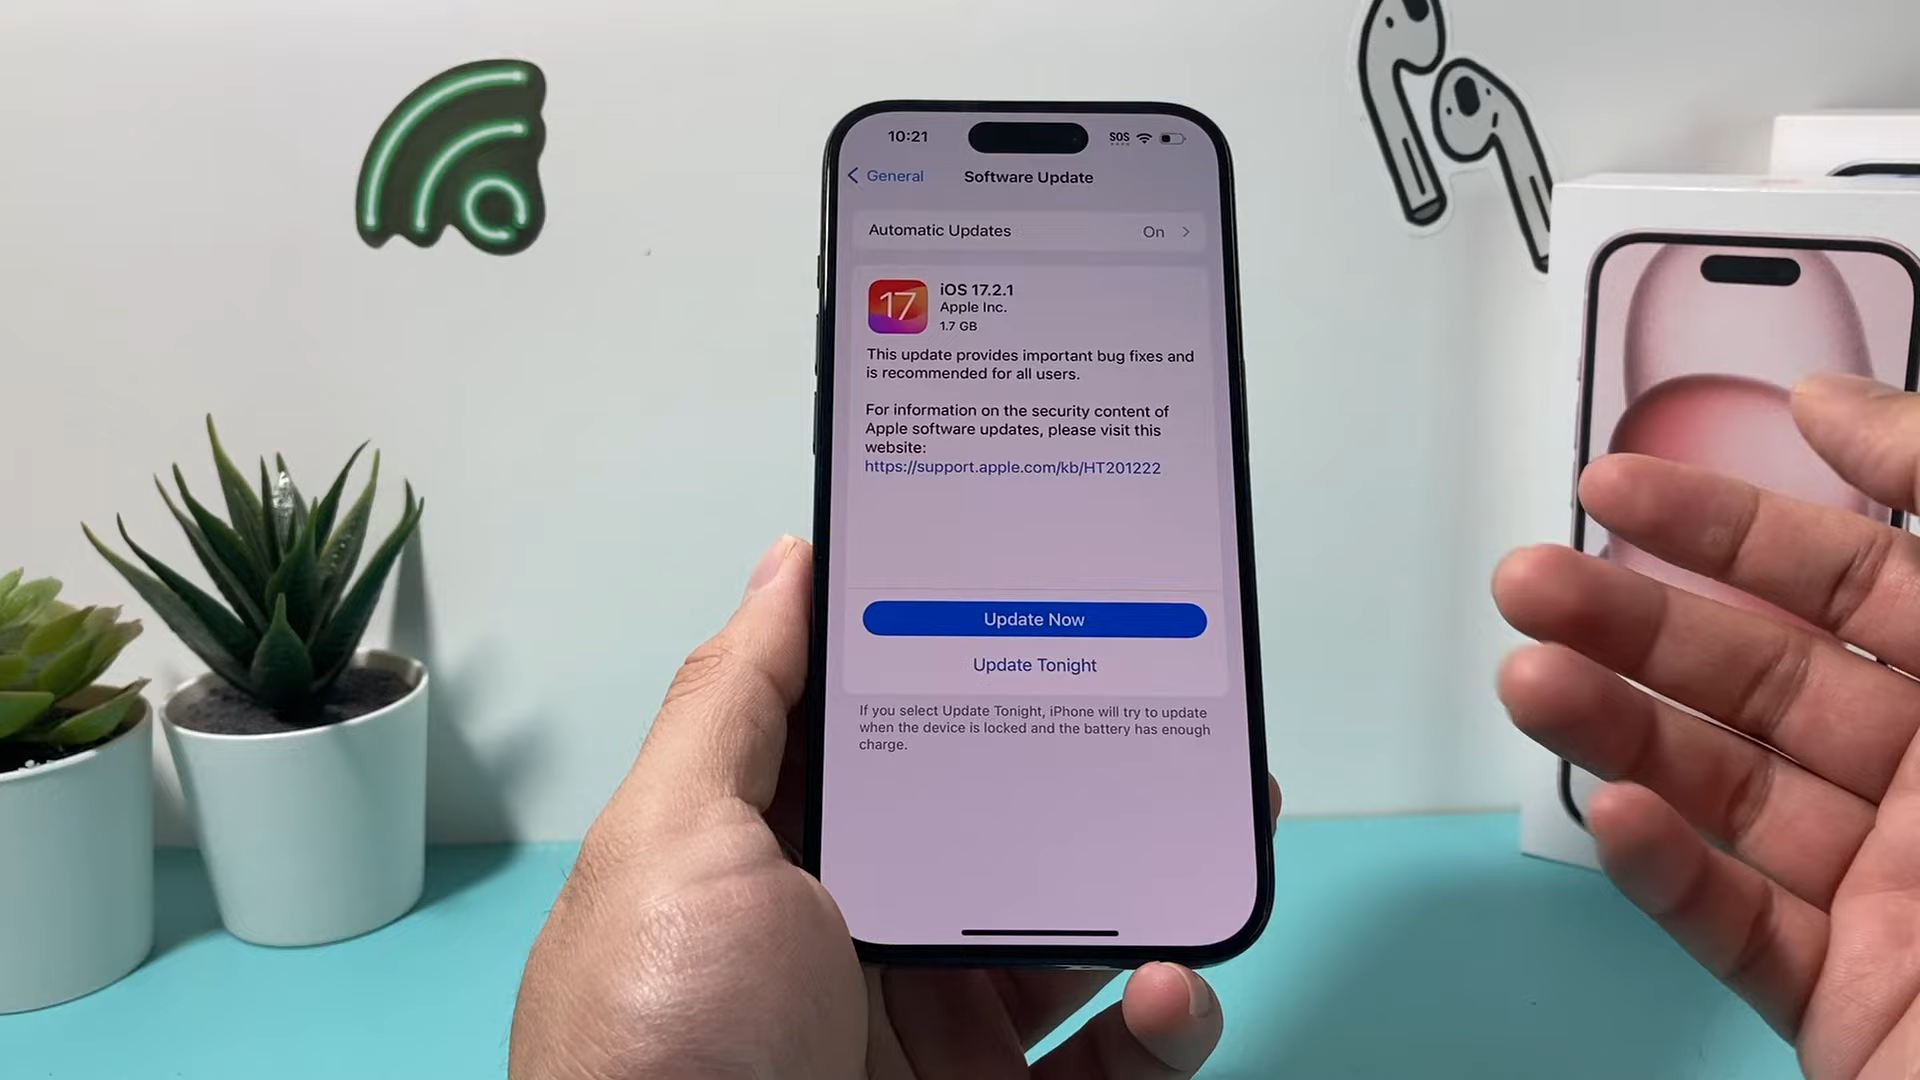 10:21
SOS
General
Software Update
Automatic Updates
On
17
iOS 17.2.1
Apple Inc.
1.7 GB
This update provides important bug fixes and
is recommended for all users.
For information on the security content of
Apple software updates, please visit this
website:
https://support.apple.com/kb/HT201222
Update Now
Update Tonight
If you select Update Tonight, iPhone will try to update
when the device is locked and the battery has enough
charge.